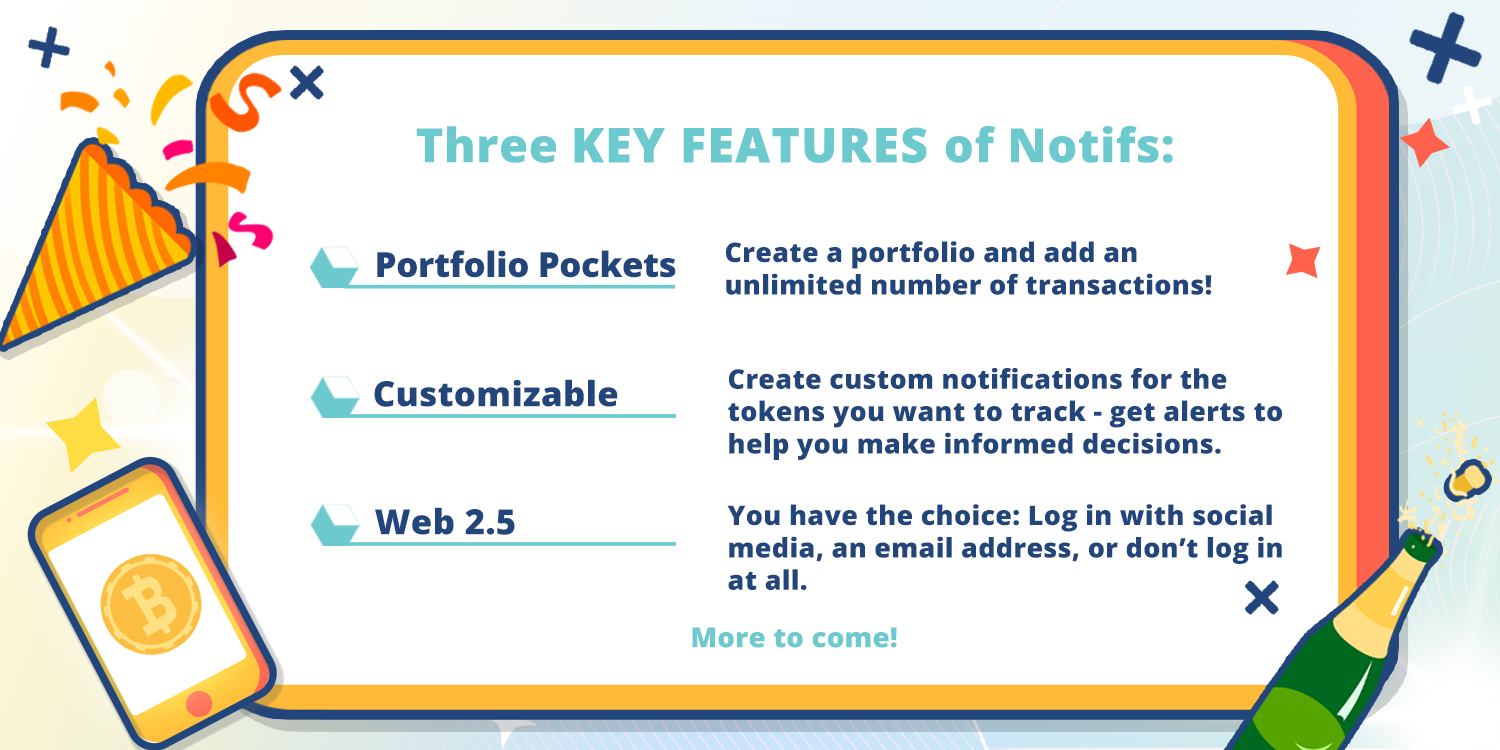 Three KEY FEATURES of Notifs:
Portfolio Pockets
Create a portfolio and add an
unlimited number of transactions!
Customizable
Create custom notifications for the
tokens you want to track - get alerts to
help you make informed decisions.
Web 2.5
You have the choice: Log in with social
media, an email address, or don’t log in
at all.
More to come!